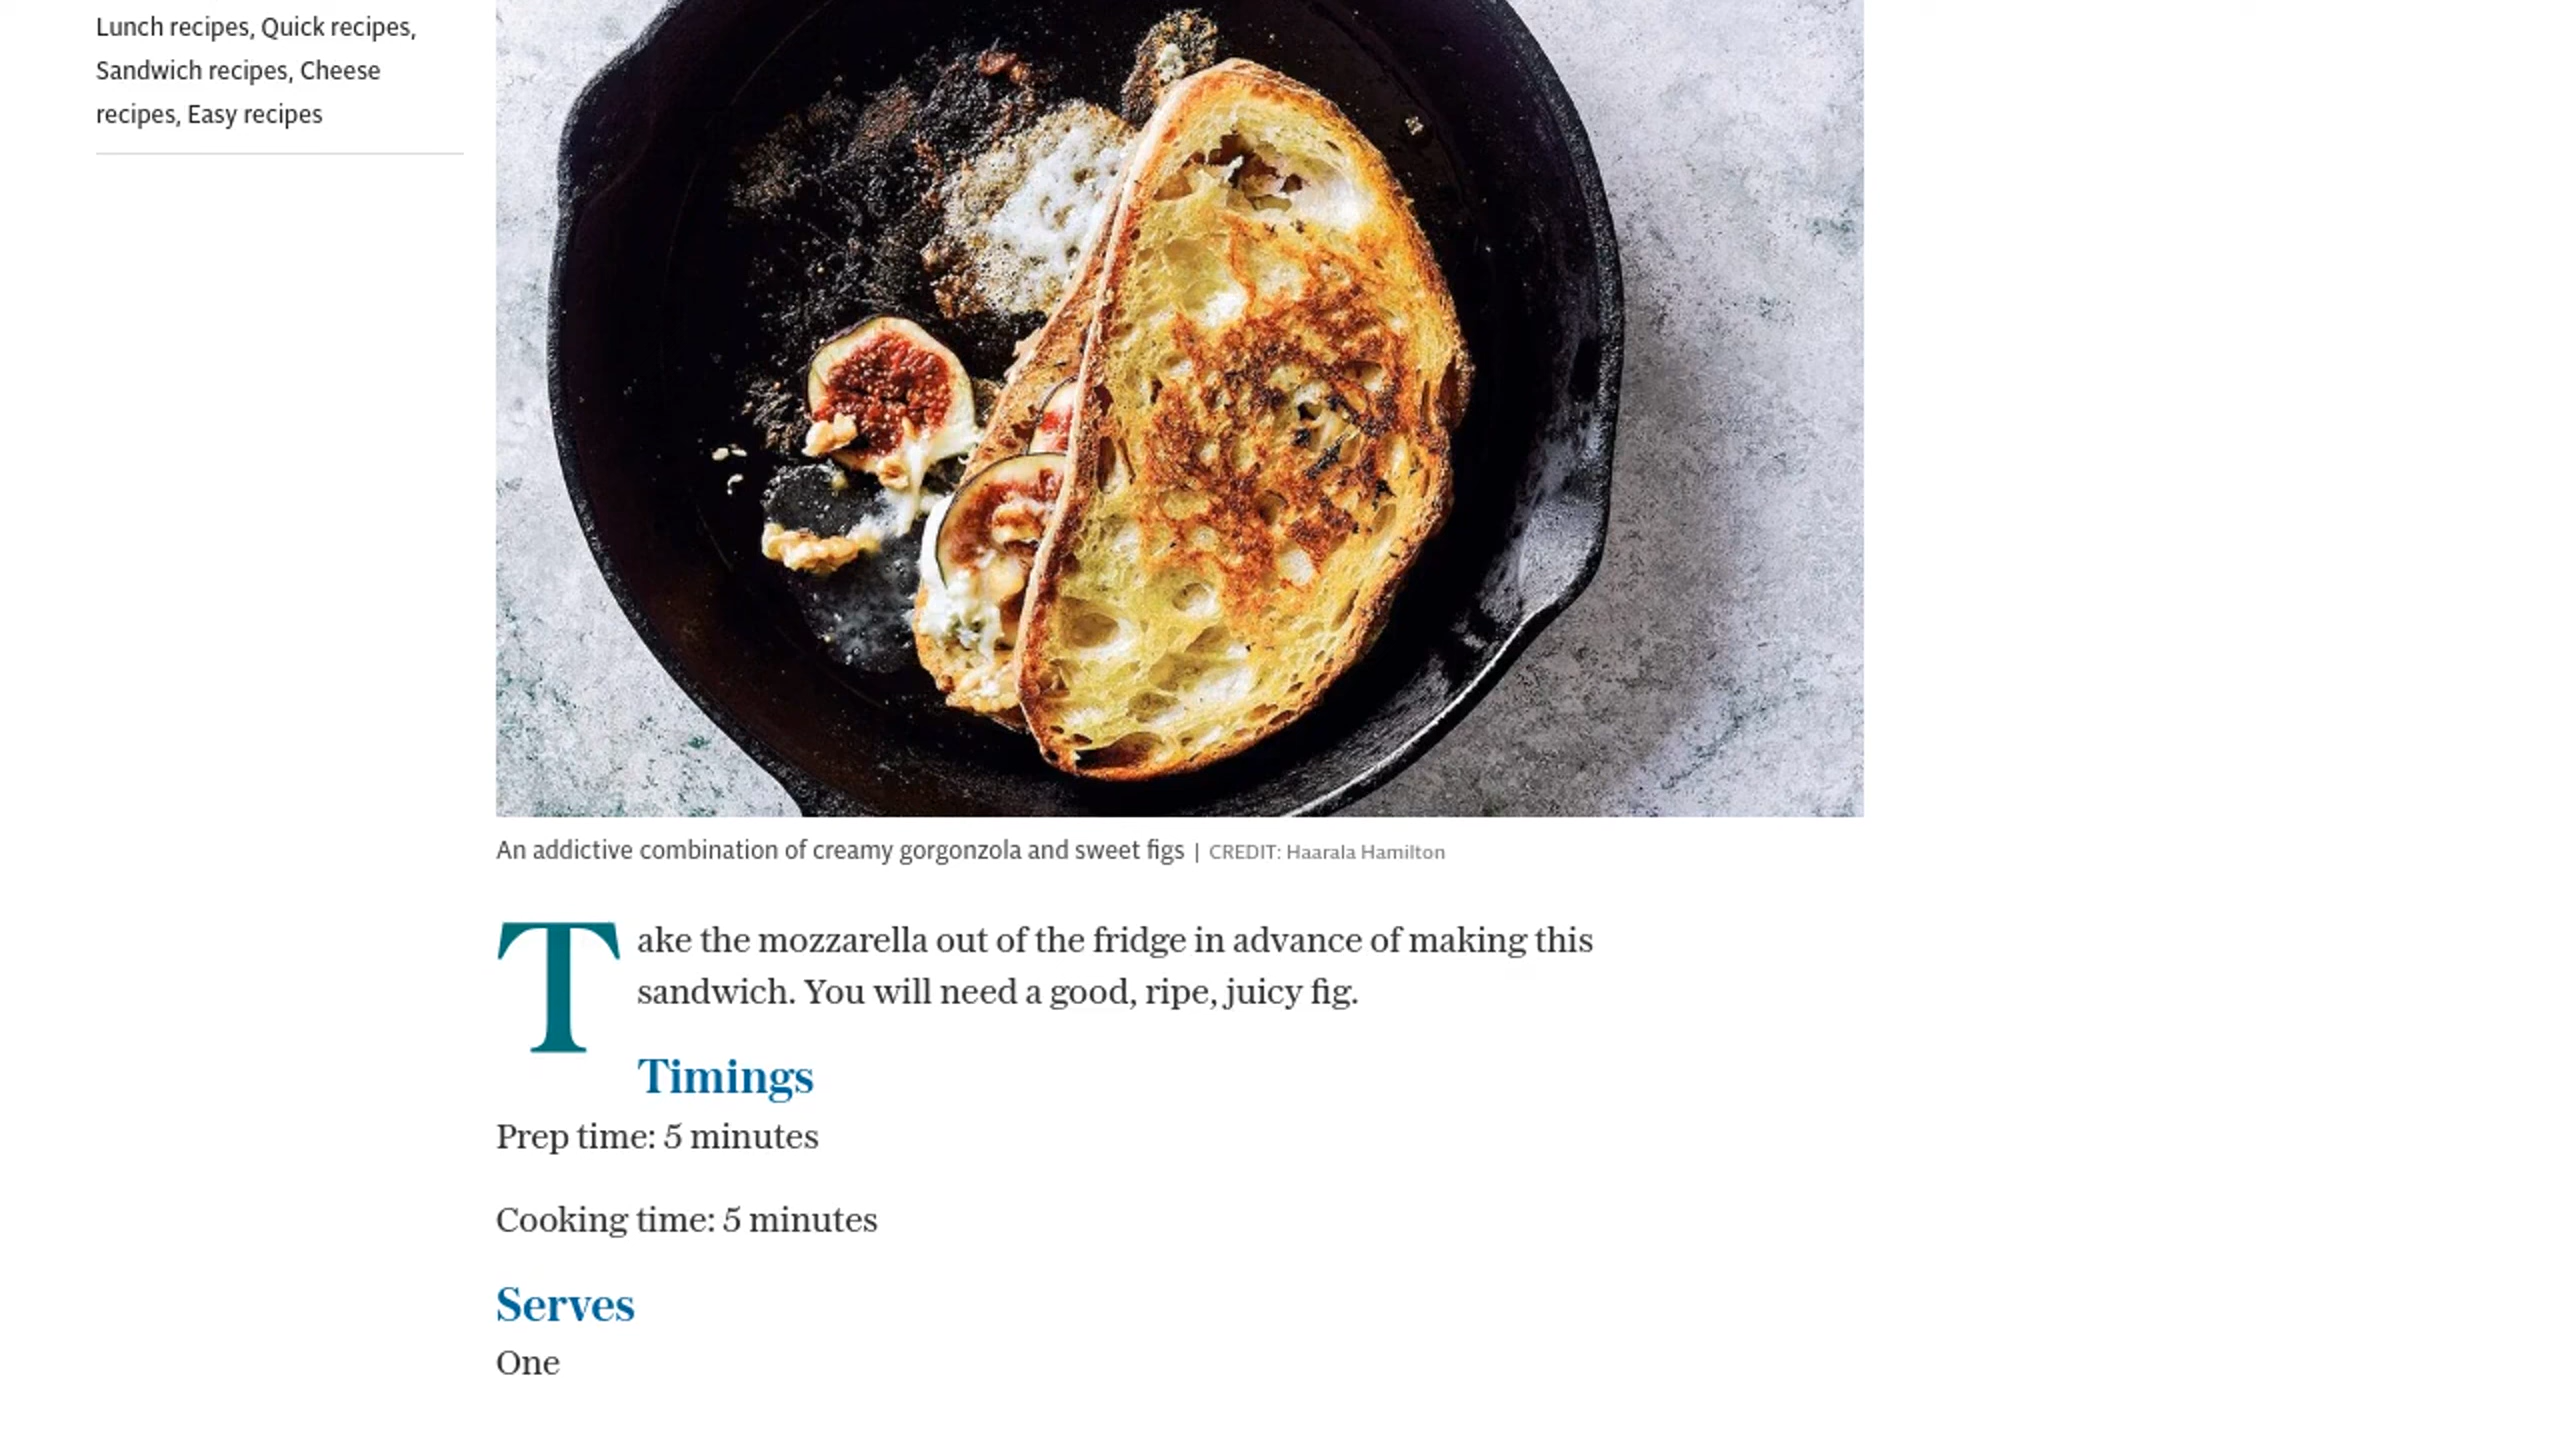 Lunch recipes, Quick recipes,
Sandwich recipes, Cheese
recipes, Easy recipes
An addictive combination of creamy gorgonzola and sweet figs | CREDIT: Haarala Hamilton
Take the mozzarella out of the fridge in advance of making this
sandwich. You will need a good, ripe, juicy fig.
Timings
Prep time: 5 minutes
Cooking time: 5 minutes
Serves
One